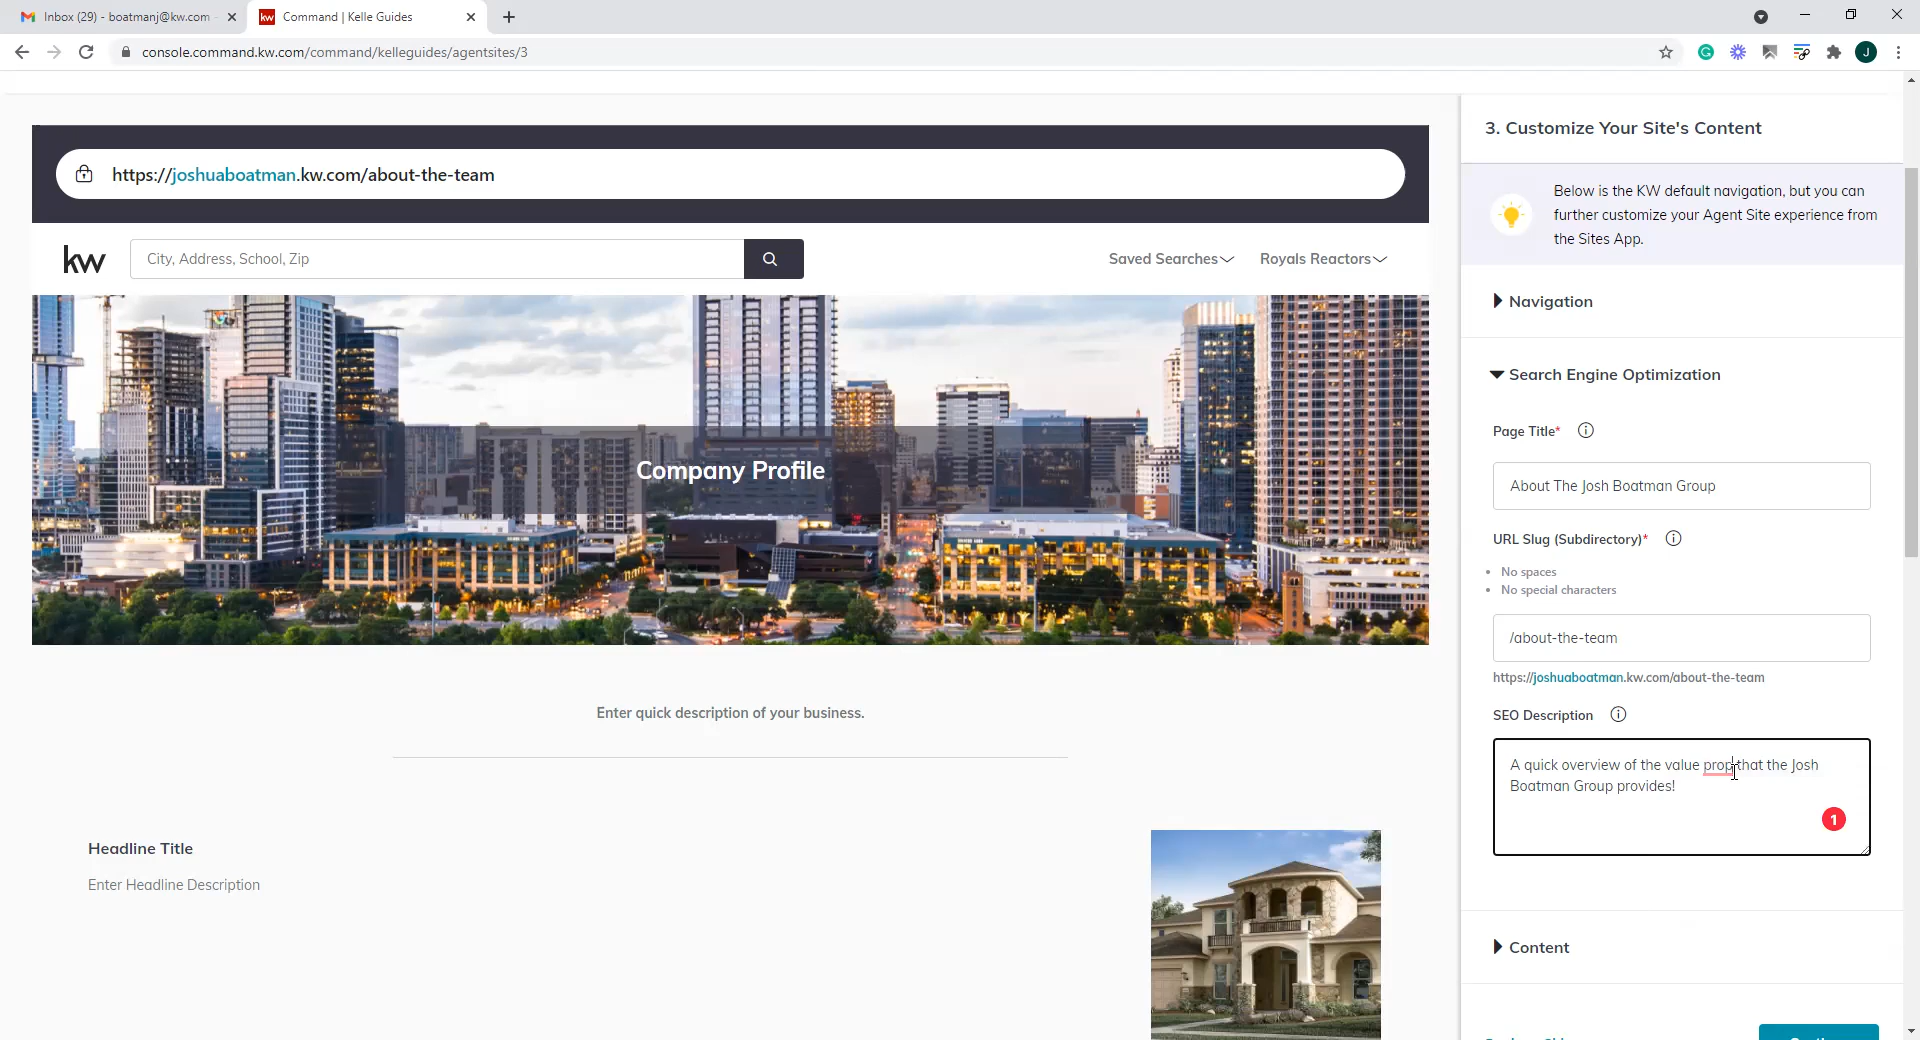 Inbox (29) - boatmanj@kw.com
kw Command | Kelle Guides
console.command.kw.com/command/kelleguides/agentsites/3
J
https://joshuaboatman.kw.com/about-the-team
kw City, Address, School, Zip Saved Searches Royals Reactors
Company Profile
Enter quick description of your business.
Headline Title
Enter Headline Description
3. Customize Your Site's Content
Below is the KW default navigation, but you can
further customize your Agent Site experience from
the Sites App.
Navigation
Search Engine Optimization
Page Title*
About The Josh Boatman Group
URL Slug (Subdirectory)*
• No spaces
• No special characters
/about-the-team
https://joshuaboatman.kw.com/about-the-team
SEO Description
A quick overview of the value prop that the Josh
Boatman Group provides!
1
Content